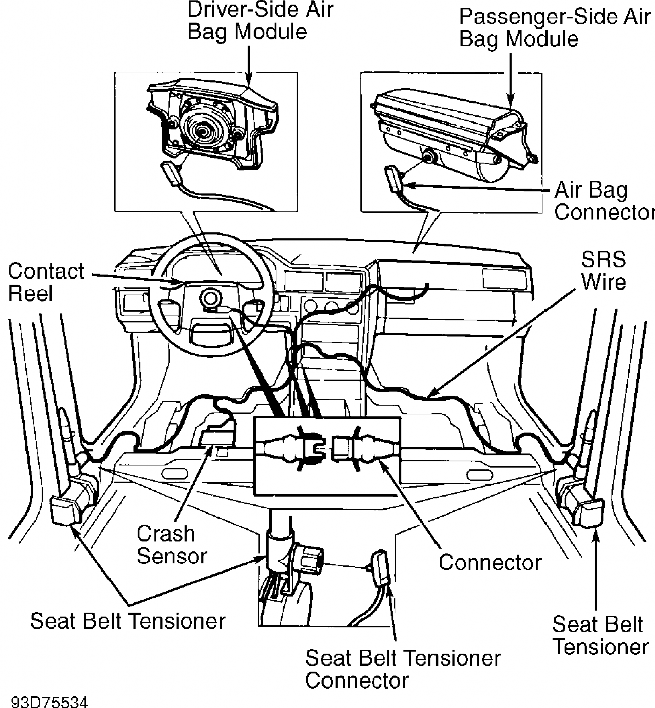 Driver-Side Air
Bag Module
Passenger-Side Air
Bag Module
Air Bag
Connector
Contact
Reel
SRS
Wire
Crash
Sensor
Connector
Seat Belt Tensioner
Seat Belt
Tensioner
Seat Belt Tensioner
Connector
93D75534